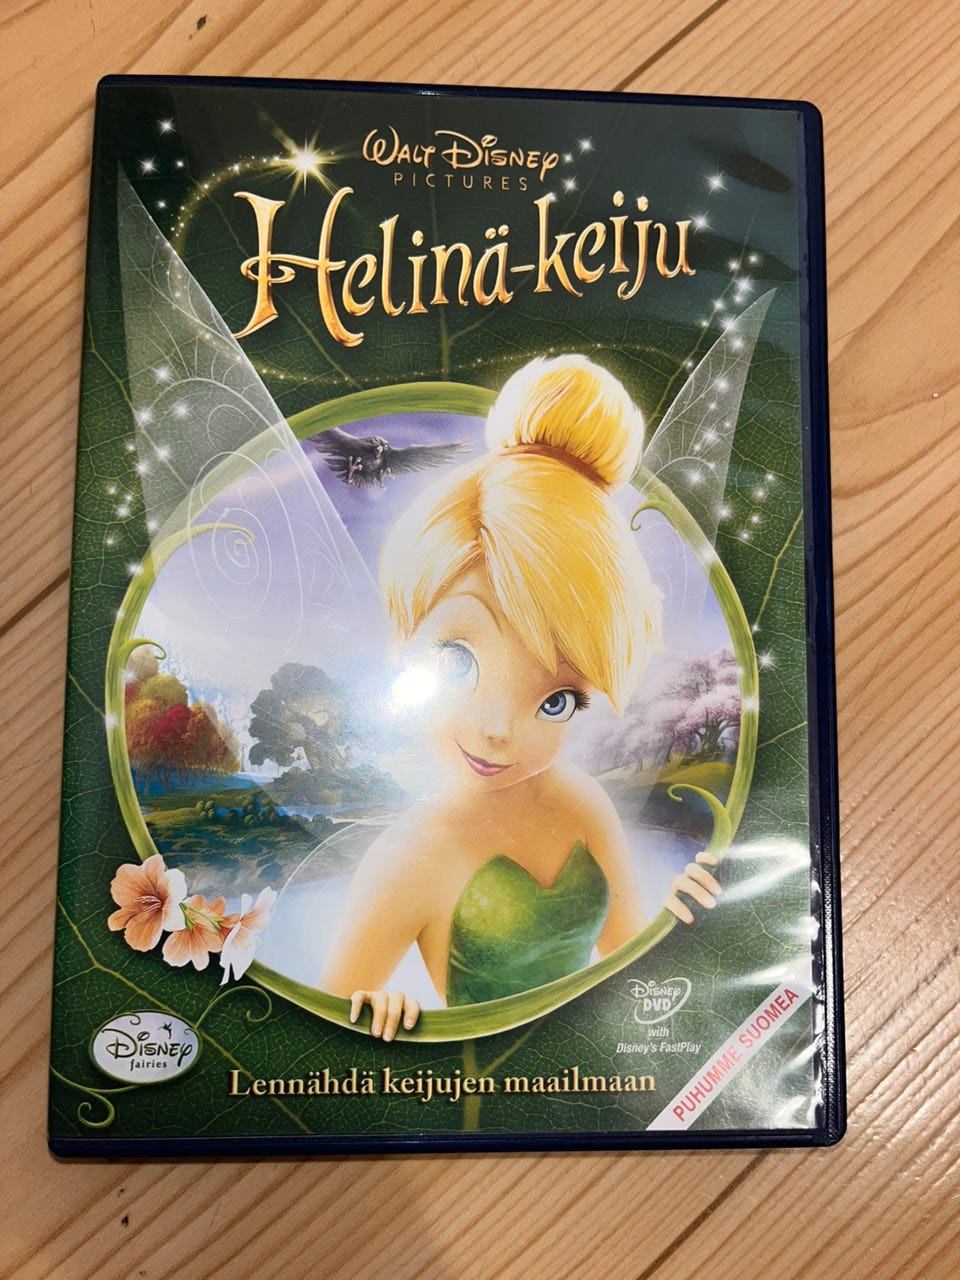 WALT DISNEY
PICTURES
Helinä-keiju
DISNEY
DVD
with
Disney's FastPlay
PUHUMME SUOMEA
DISNEY
fairies
Lennähdä keijujen maailmaan